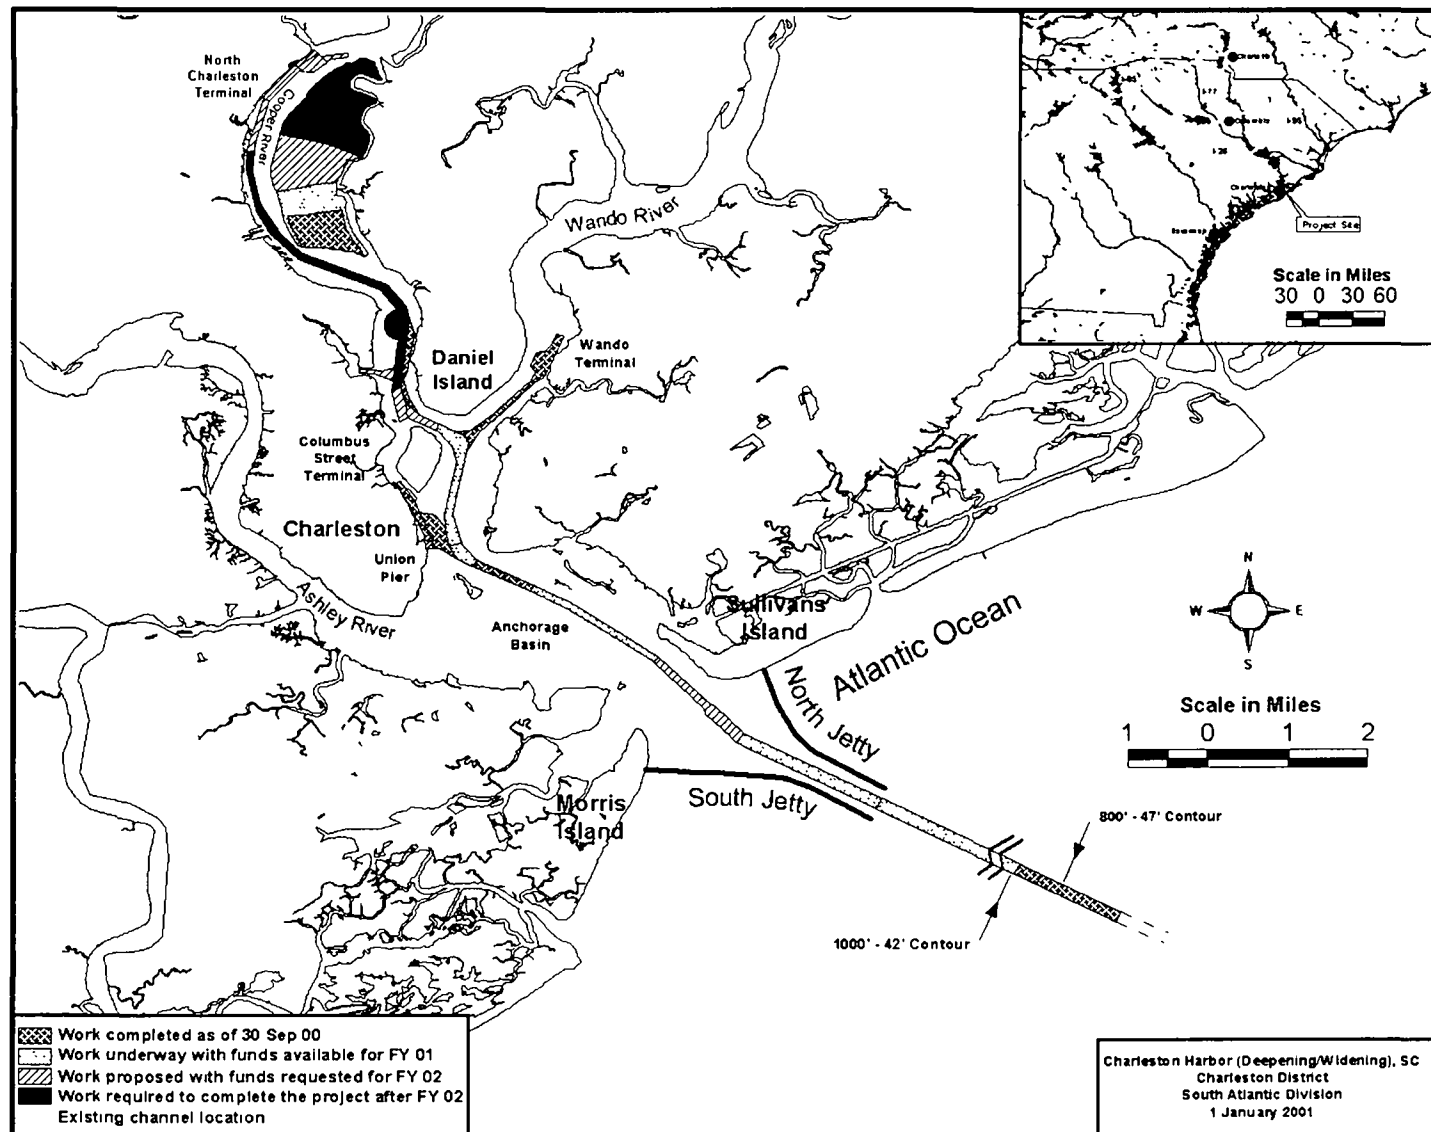 North
Charleston
Terminal
Cooper River
Wando River
I-85
I-77
Columbia
I-95
I-26
Project Site
Scale in Miles
30 0 30 60
Daniel
Island
Wando
Terminal
Columbus
Street
Terminal
Charleston
Union
Pier
Ashley River
Anchorage
Basin
Sullivans
Island
Atlantic Ocean
North Jetty
South Jetty
Morris
Island
N
W E
S
Scale in Miles
1 0 1 2
800' - 47' Contour
1000' - 42' Contour
Work completed as of 30 Sep 00
Work underway with funds available for FY 01
Work proposed with funds requested for FY 02
Work required to complete the project after FY 02
Existing channel location
Charleston Harbor (Deepening/Widening), SC
Charleston District
South Atlantic Division
1 January 2001